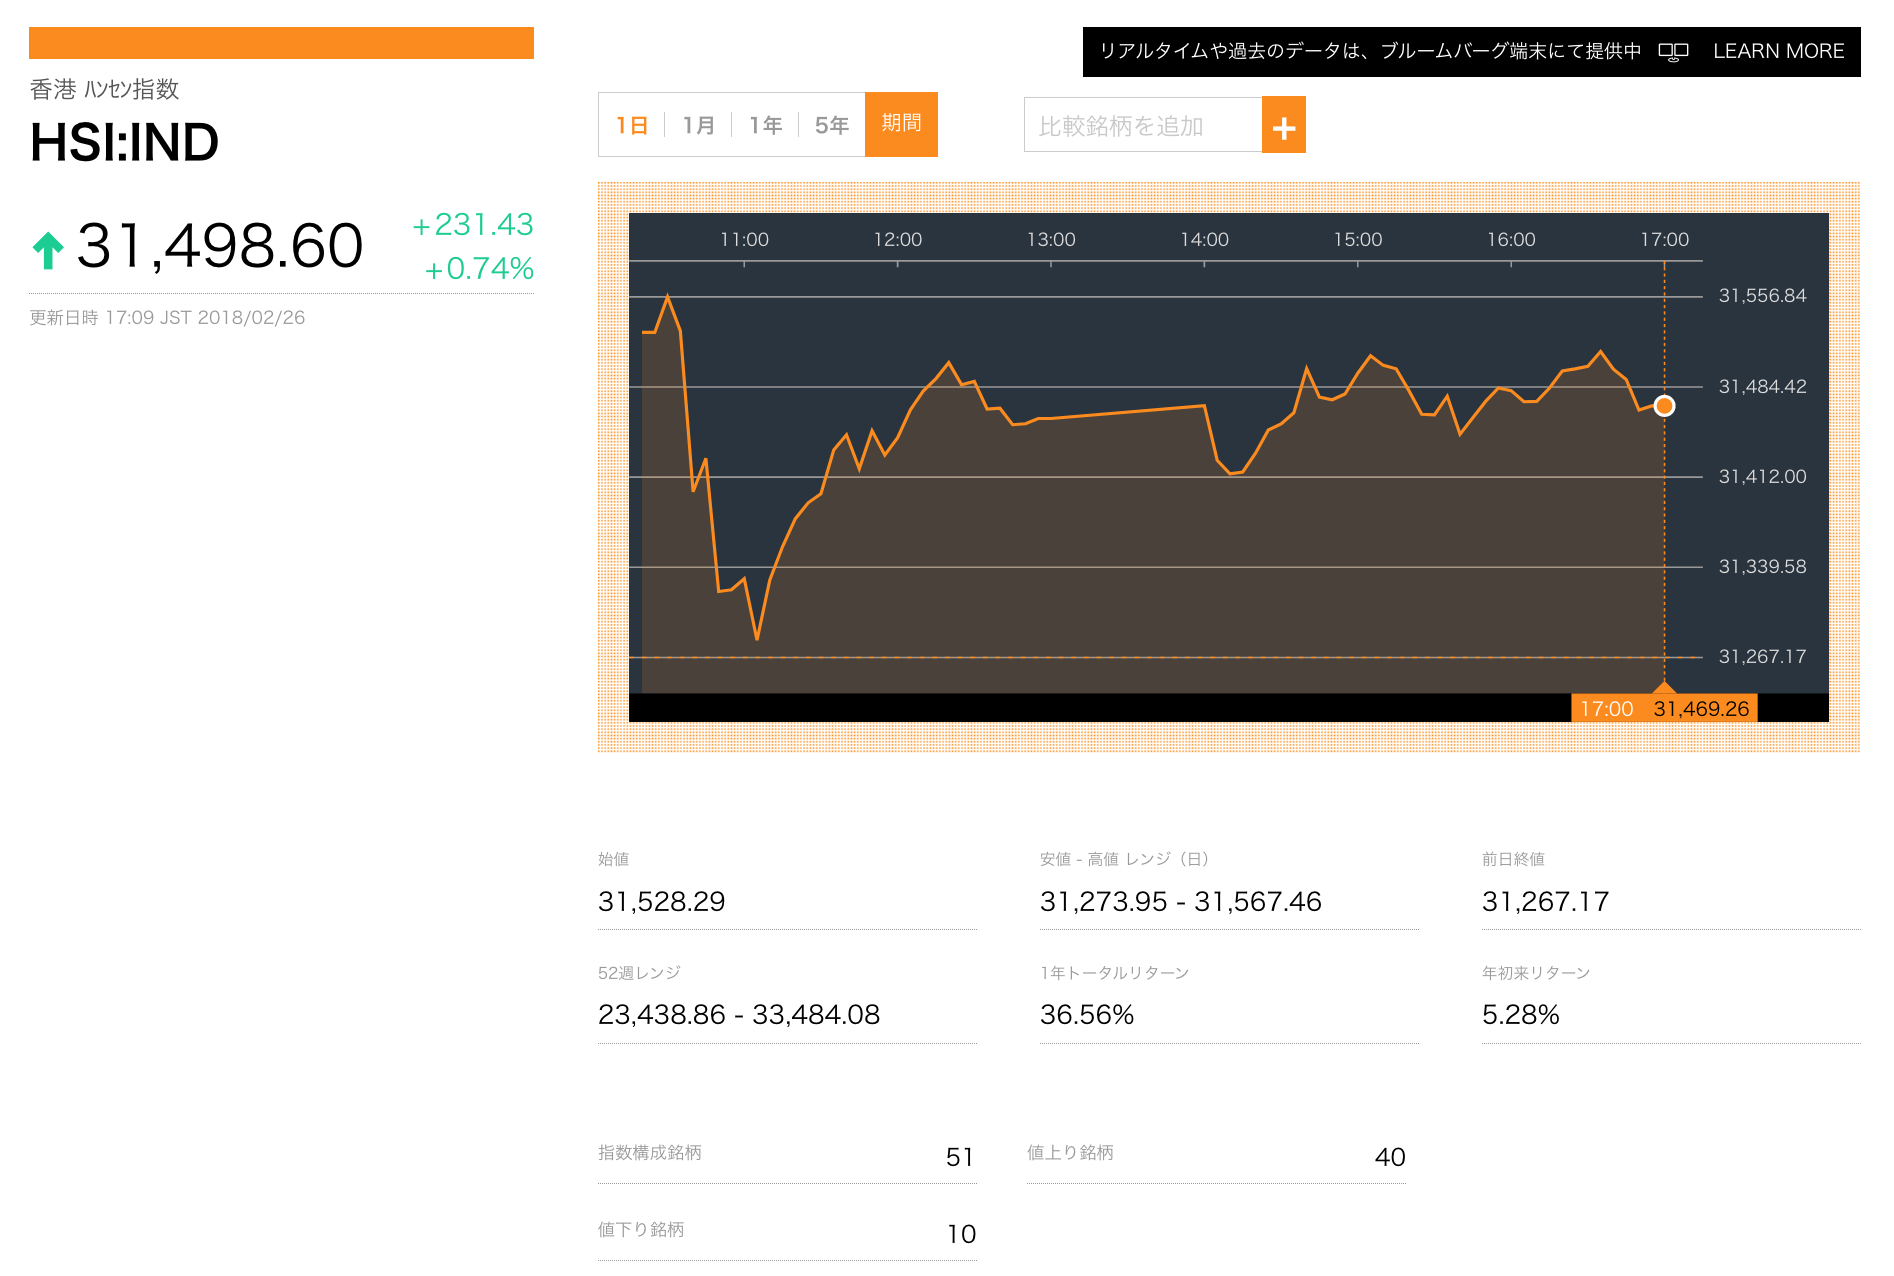 リアルタイムや過去のデータは、ブルームバーグ端末にて提供中 LEARN MORE
香港 ﾊﾝｾﾝ指数
HSI:IND
31,498.60
+231.43
+0.74%
更新日時 17:09 JST 2018/02/26
1日 1月 1年 5年 期間
比較銘柄を追加 +
11:00 12:00 13:00 14:00 15:00 16:00 17:00
31,556.84
31,484.42
31,412.00
31,339.58
31,267.17
17:00 31,469.26
始値 安値 - 高値 レンジ（日） 前日終値
31,528.29 31,273.95 - 31,567.46 31,267.17
52週レンジ 1年トータルリターン 年初来リターン
23,438.86 - 33,484.08 36.56% 5.28%
指数構成銘柄 51 値上り銘柄 40
値下り銘柄 10